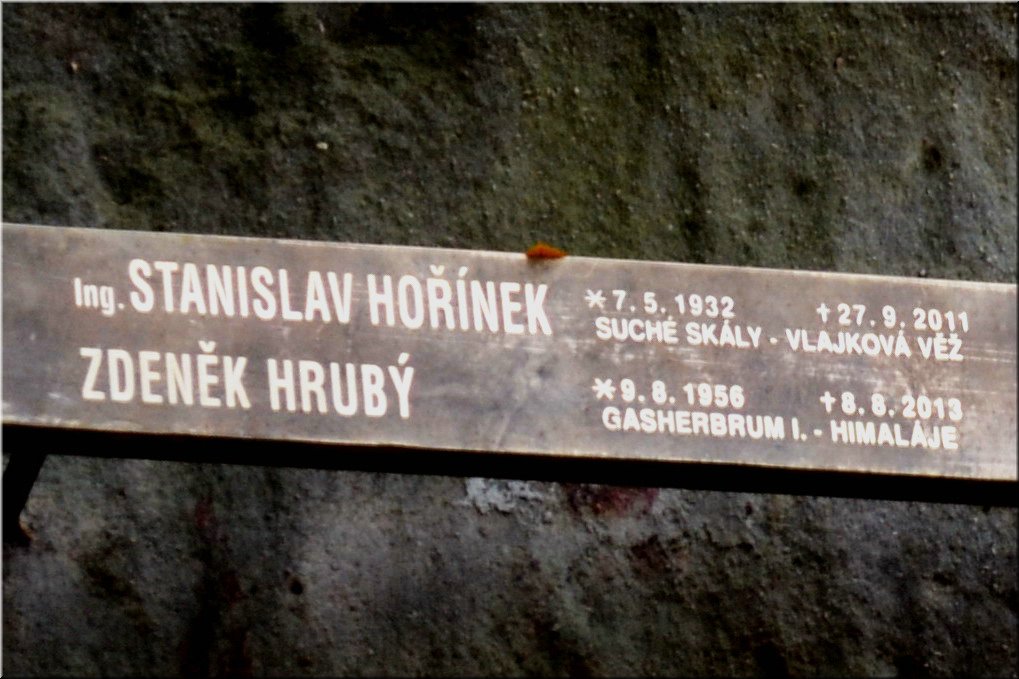 Ing. STANISLAV HOŘÍNEK * 7. 5. 1932 † 27. 9. 2011
SUCHÉ SKÁLY - VLAJKOVÁ VĚŽ
ZDENĚK HRUBÝ * 9. 8. 1956 † 8. 8. 2013
GASHERBRUM I. - HIMALÁJE